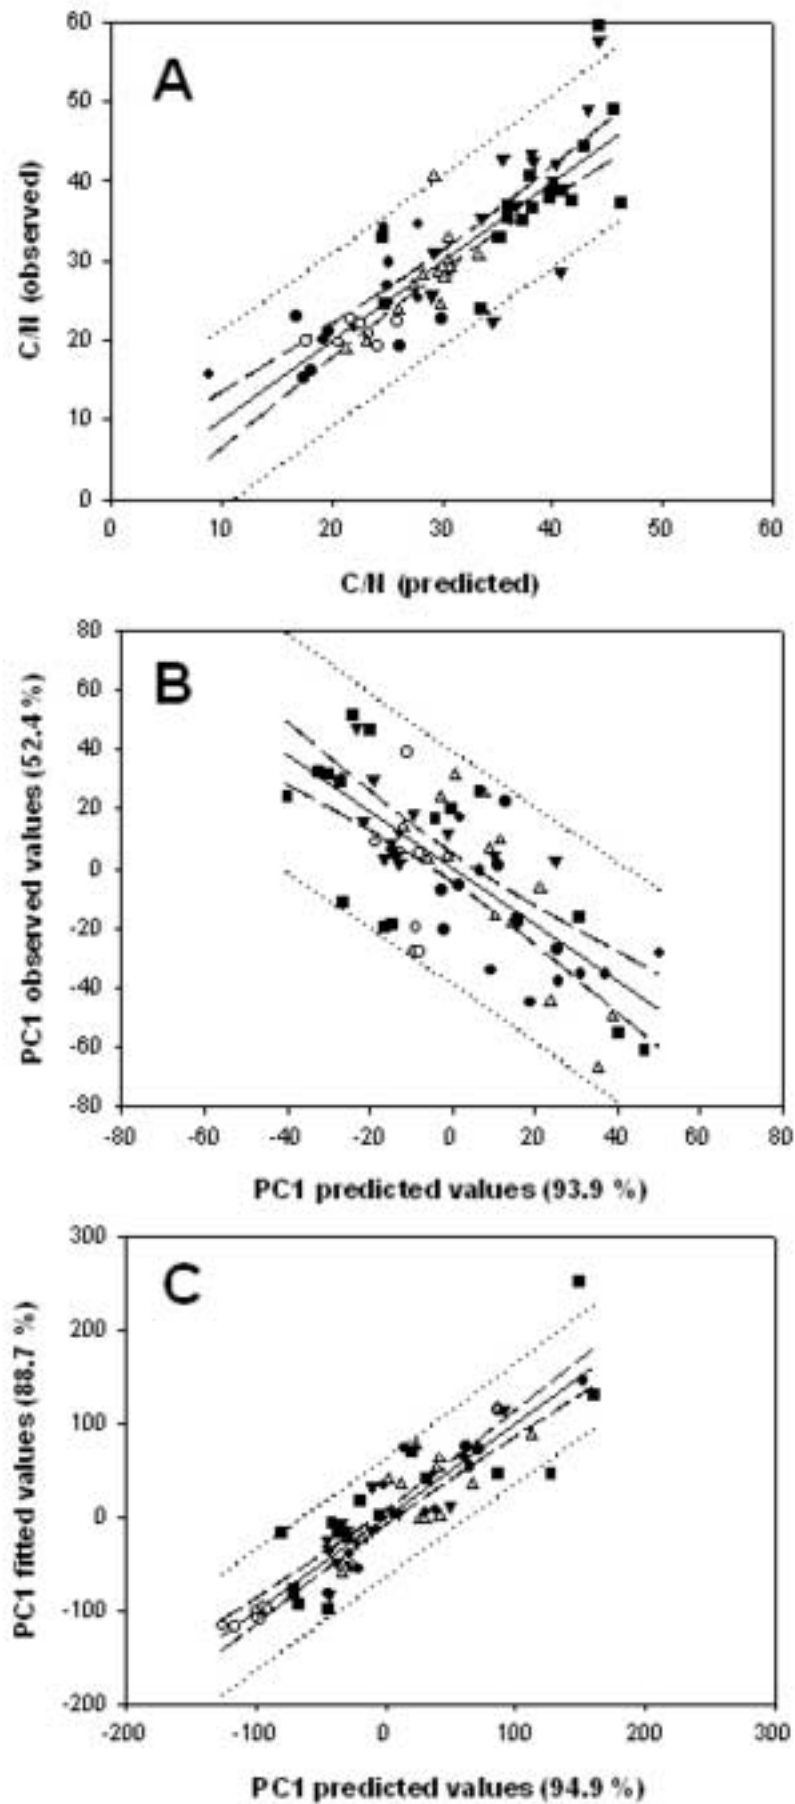 A
C/N (observed)
60
50
40
30
20
10
0
0 10 20 30 40 50 60
C/N (predicted)
B
PC1 observed values (52.4 %)
80
60
40
20
0
-20
-40
-60
-80
-80 -60 -40 -20 0 20 40 60 80
PC1 predicted values (93.9 %)
C
PC1 fitted values (88.7 %)
300
200
100
0
-100
-200
-200 -100 0 100 200 300
PC1 predicted values (94.9 %)